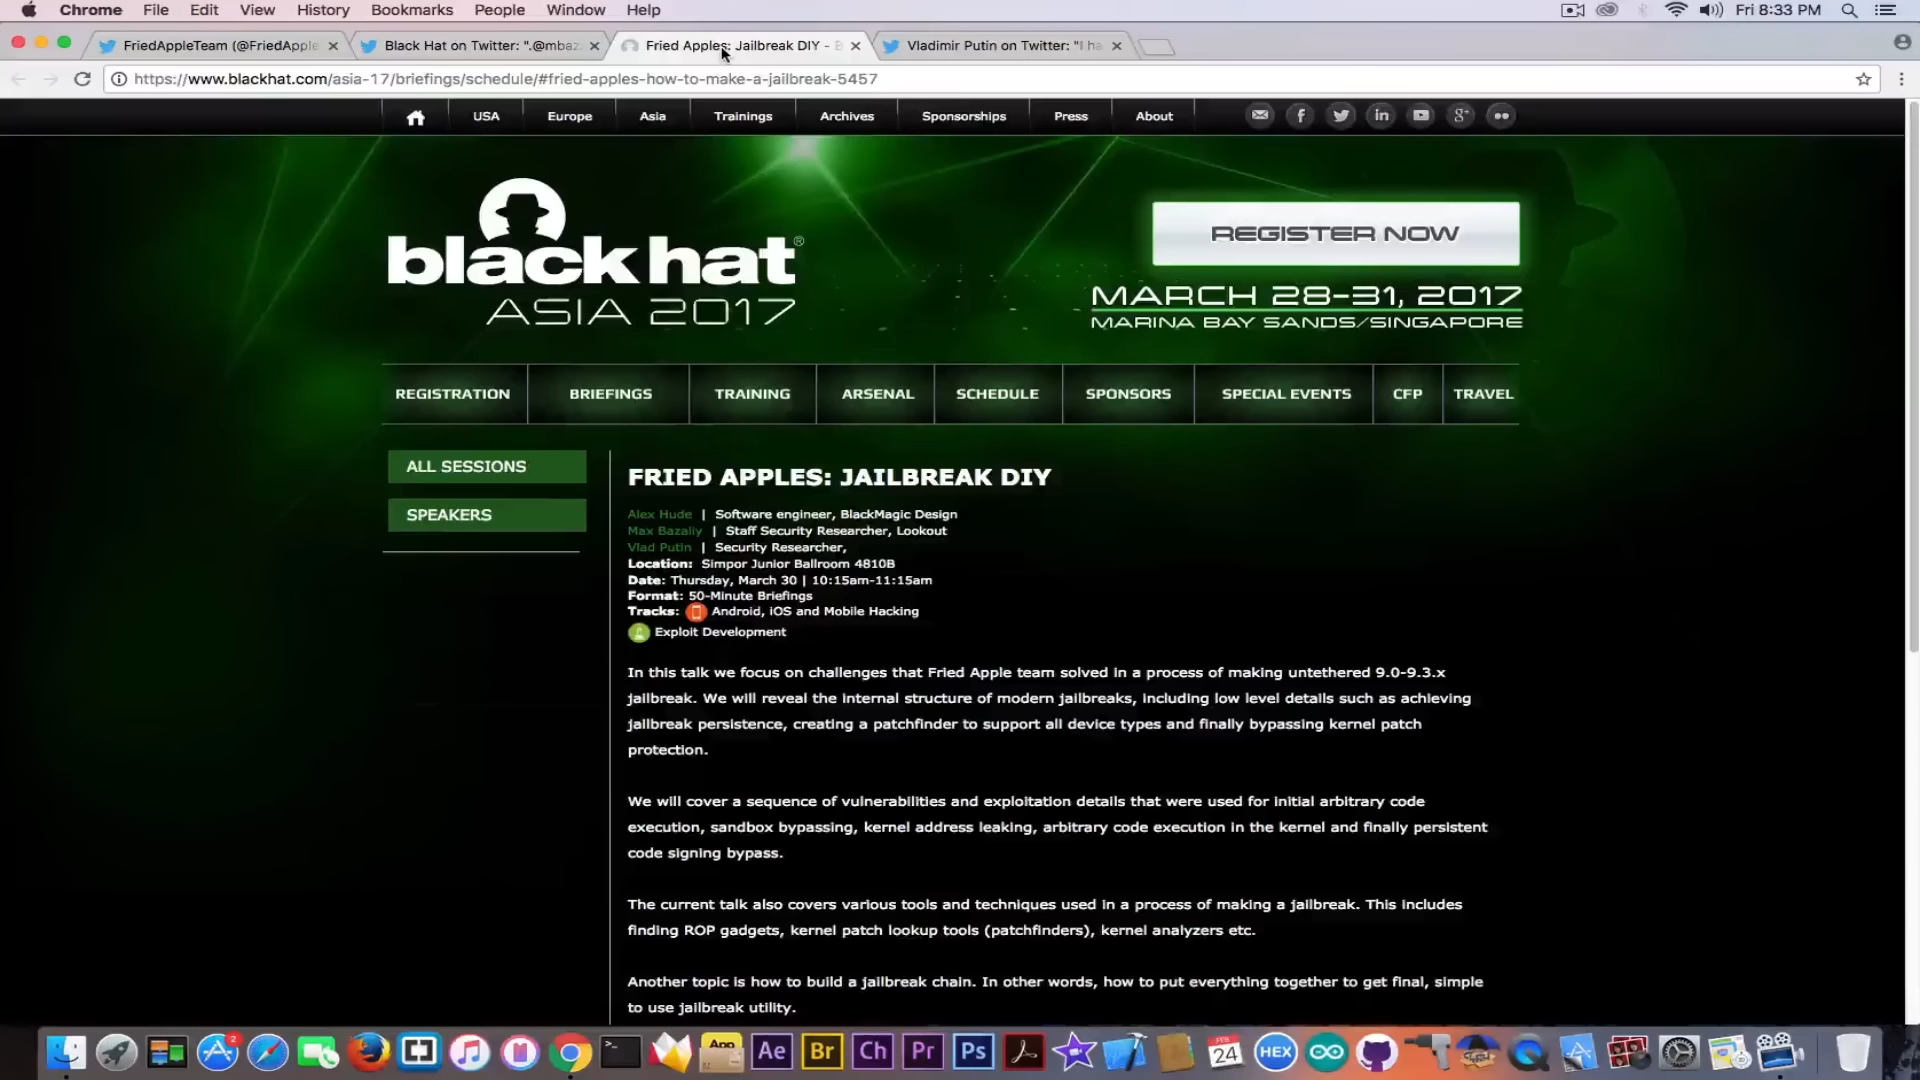 Chrome File Edit View History Bookmarks People Window Help
Fri 8:33 PM
FriedAppleTeam (@FriedApple
Black Hat on Twitter: ".@mbaz
Fried Apples: Jailbreak DIY - B
Vladimir Putin on Twitter: "I ha
https://www.blackhat.com/asia-17/briefings/schedule/#fried-apples-how-to-make-a-jailbreak-5457
USA Europe Asia Trainings Archives Sponsorships Press About
black hat®
ASIA 2017
REGISTER NOW
MARCH 28-31, 2017
MARINA BAY SANDS/SINGAPORE
REGISTRATION BRIEFINGS TRAINING ARSENAL SCHEDULE SPONSORS SPECIAL EVENTS CFP TRAVEL
ALL SESSIONS
SPEAKERS
FRIED APPLES: JAILBREAK DIY
Alex Hude | Software engineer, BlackMagic Design
Max Bazaliy | Staff Security Researcher, Lookout
Vlad Putin | Security Researcher,
Location: Simpor Junior Ballroom 4810B
Date: Thursday, March 30 | 10:15am-11:15am
Format: 50-Minute Briefings
Tracks: Android, iOS and Mobile Hacking
Exploit Development
In this talk we focus on challenges that Fried Apple team solved in a process of making untethered 9.0-9.3.x
jailbreak. We will reveal the internal structure of modern jailbreaks, including low level details such as achieving
jailbreak persistence, creating a patchfinder to support all device types and finally bypassing kernel patch
protection.
We will cover a sequence of vulnerabilities and exploitation details that were used for initial arbitrary code
execution, sandbox bypassing, kernel address leaking, arbitrary code execution in the kernel and finally persistent
code signing bypass.
The current talk also covers various tools and techniques used in a process of making a jailbreak. This includes
finding ROP gadgets, kernel patch lookup tools (patchfinders), kernel analyzers etc.
Another topic is how to build a jailbreak chain. In other words, how to put everything together to get final, simple
to use jailbreak utility.
2 >_ App Ae Br Ch Pr Ps FEB 24 HEX